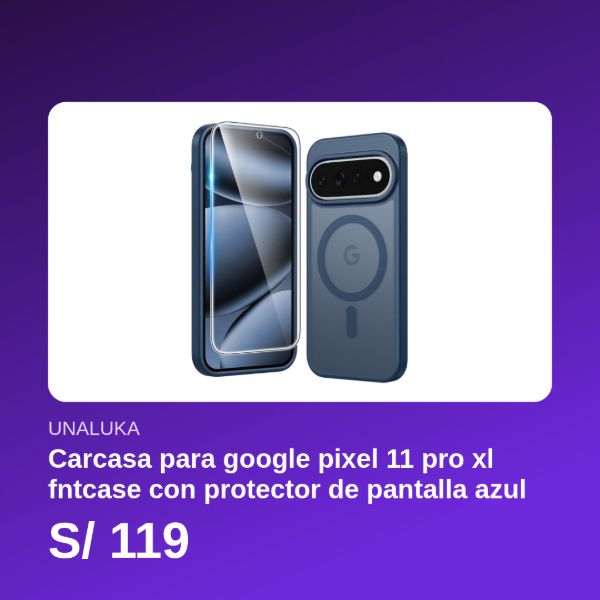 G
UNALUKA
Carcasa para google pixel 11 pro xl
fntcase con protector de pantalla azul
S/ 119